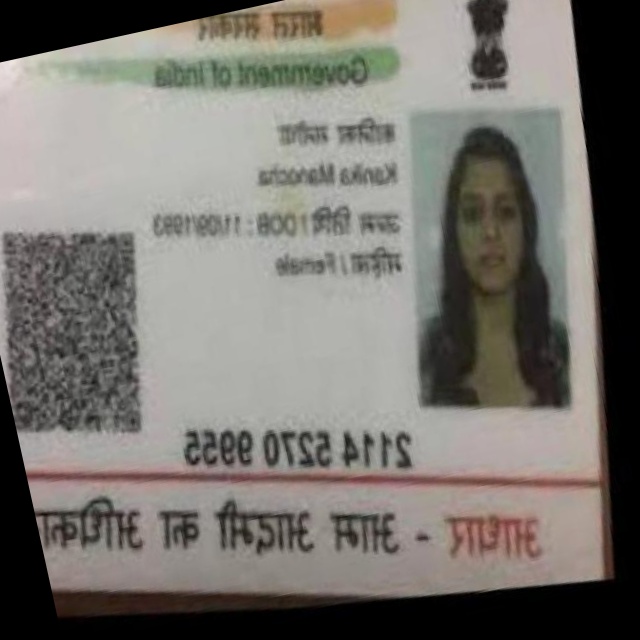 भारत सरकार
Government of India
कनिका मनोचा
Kanika Manocha
जन्म तिथि / DOB : 11/09/1993
महिला / Female
2114 5270 9955
आधार - आम आदमी का अधिका